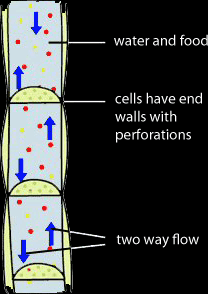 water and food
cells have end
walls with
perforations
two way flow